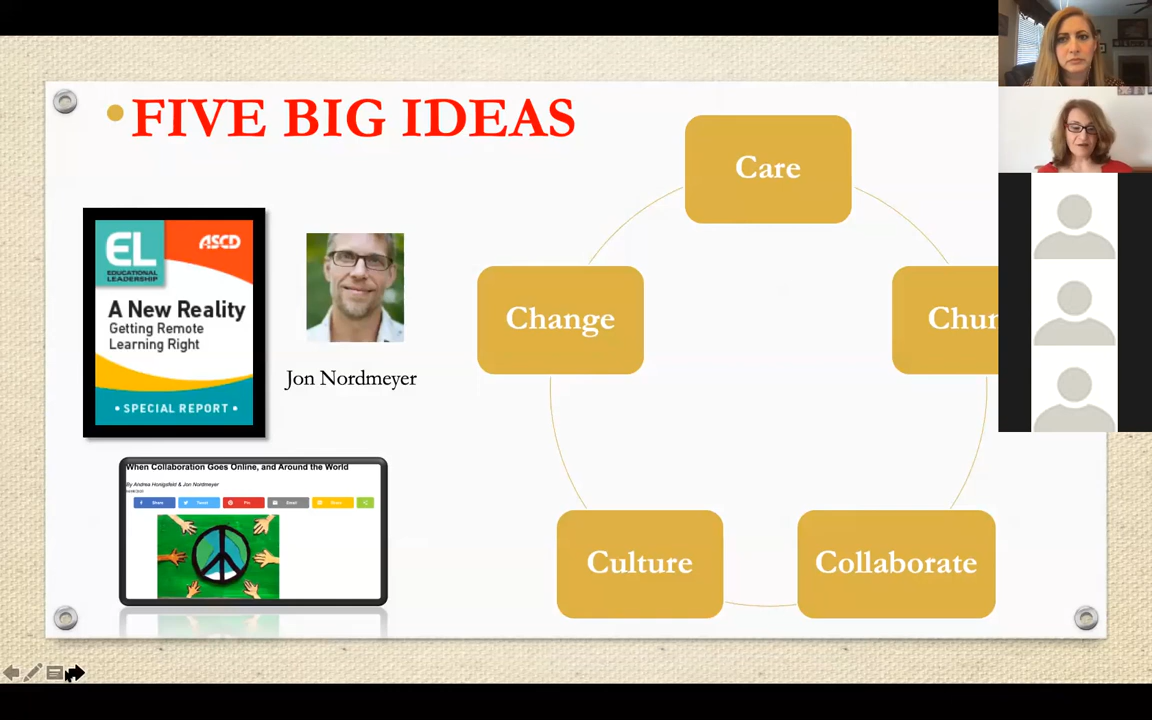 FIVE BIG IDEAS
Care
Change
Chun
Culture
Collaborate
EL
EDUCATIONAL
LEADERSHIP
ASCD
A New Reality
Getting Remote
Learning Right
• SPECIAL REPORT •
Jon Nordmeyer
When Collaboration Goes Online, and Around the World
By Andrea Honigsfeld & Jon Nordmeyer
Share
Tweet
Pin
Email
Share